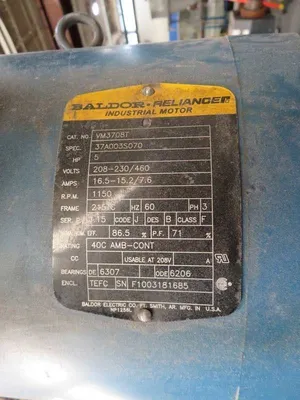 BALDOR • RELIANCE
INDUSTRIAL MOTOR
CAT. NO. VM3708T
SPEC. 37A003S070
HP 5
VOLTS 208-230/460
AMPS 16.5-15.2/7.6
R.P.M. 1150
FRAME HZ 60 PH 3
SER. F. 1.15 CODE J DES B CLASS F
EFF. 86.5 P.F. 71 %
RATING 40C AMB-CONT
CC USABLE AT 208V A
BEARINGS DE 6307 ODE 6206
ENCL. TEFC SN F1003181685
BALDOR ELECTRIC CO. FT. SMITH, AR. MFG. IN U.S.A.
NP1256L